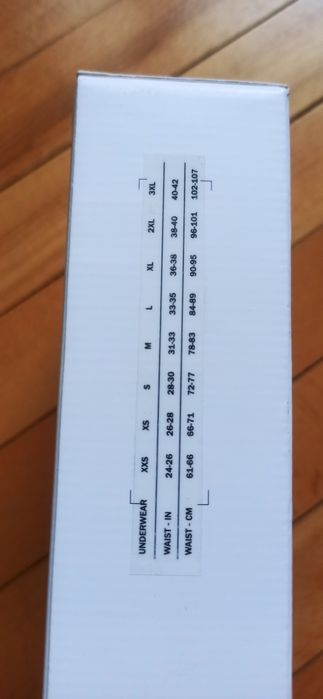 UNDERWEAR XXS XS S M L XL 2XL 3XL
WAIST - IN 24-26 26-28 28-30 31-33 33-35 36-38 38-40 40-42
WAIST - CM 61-66 66-71 72-77 78-83 84-89 90-95 96-101 102-107